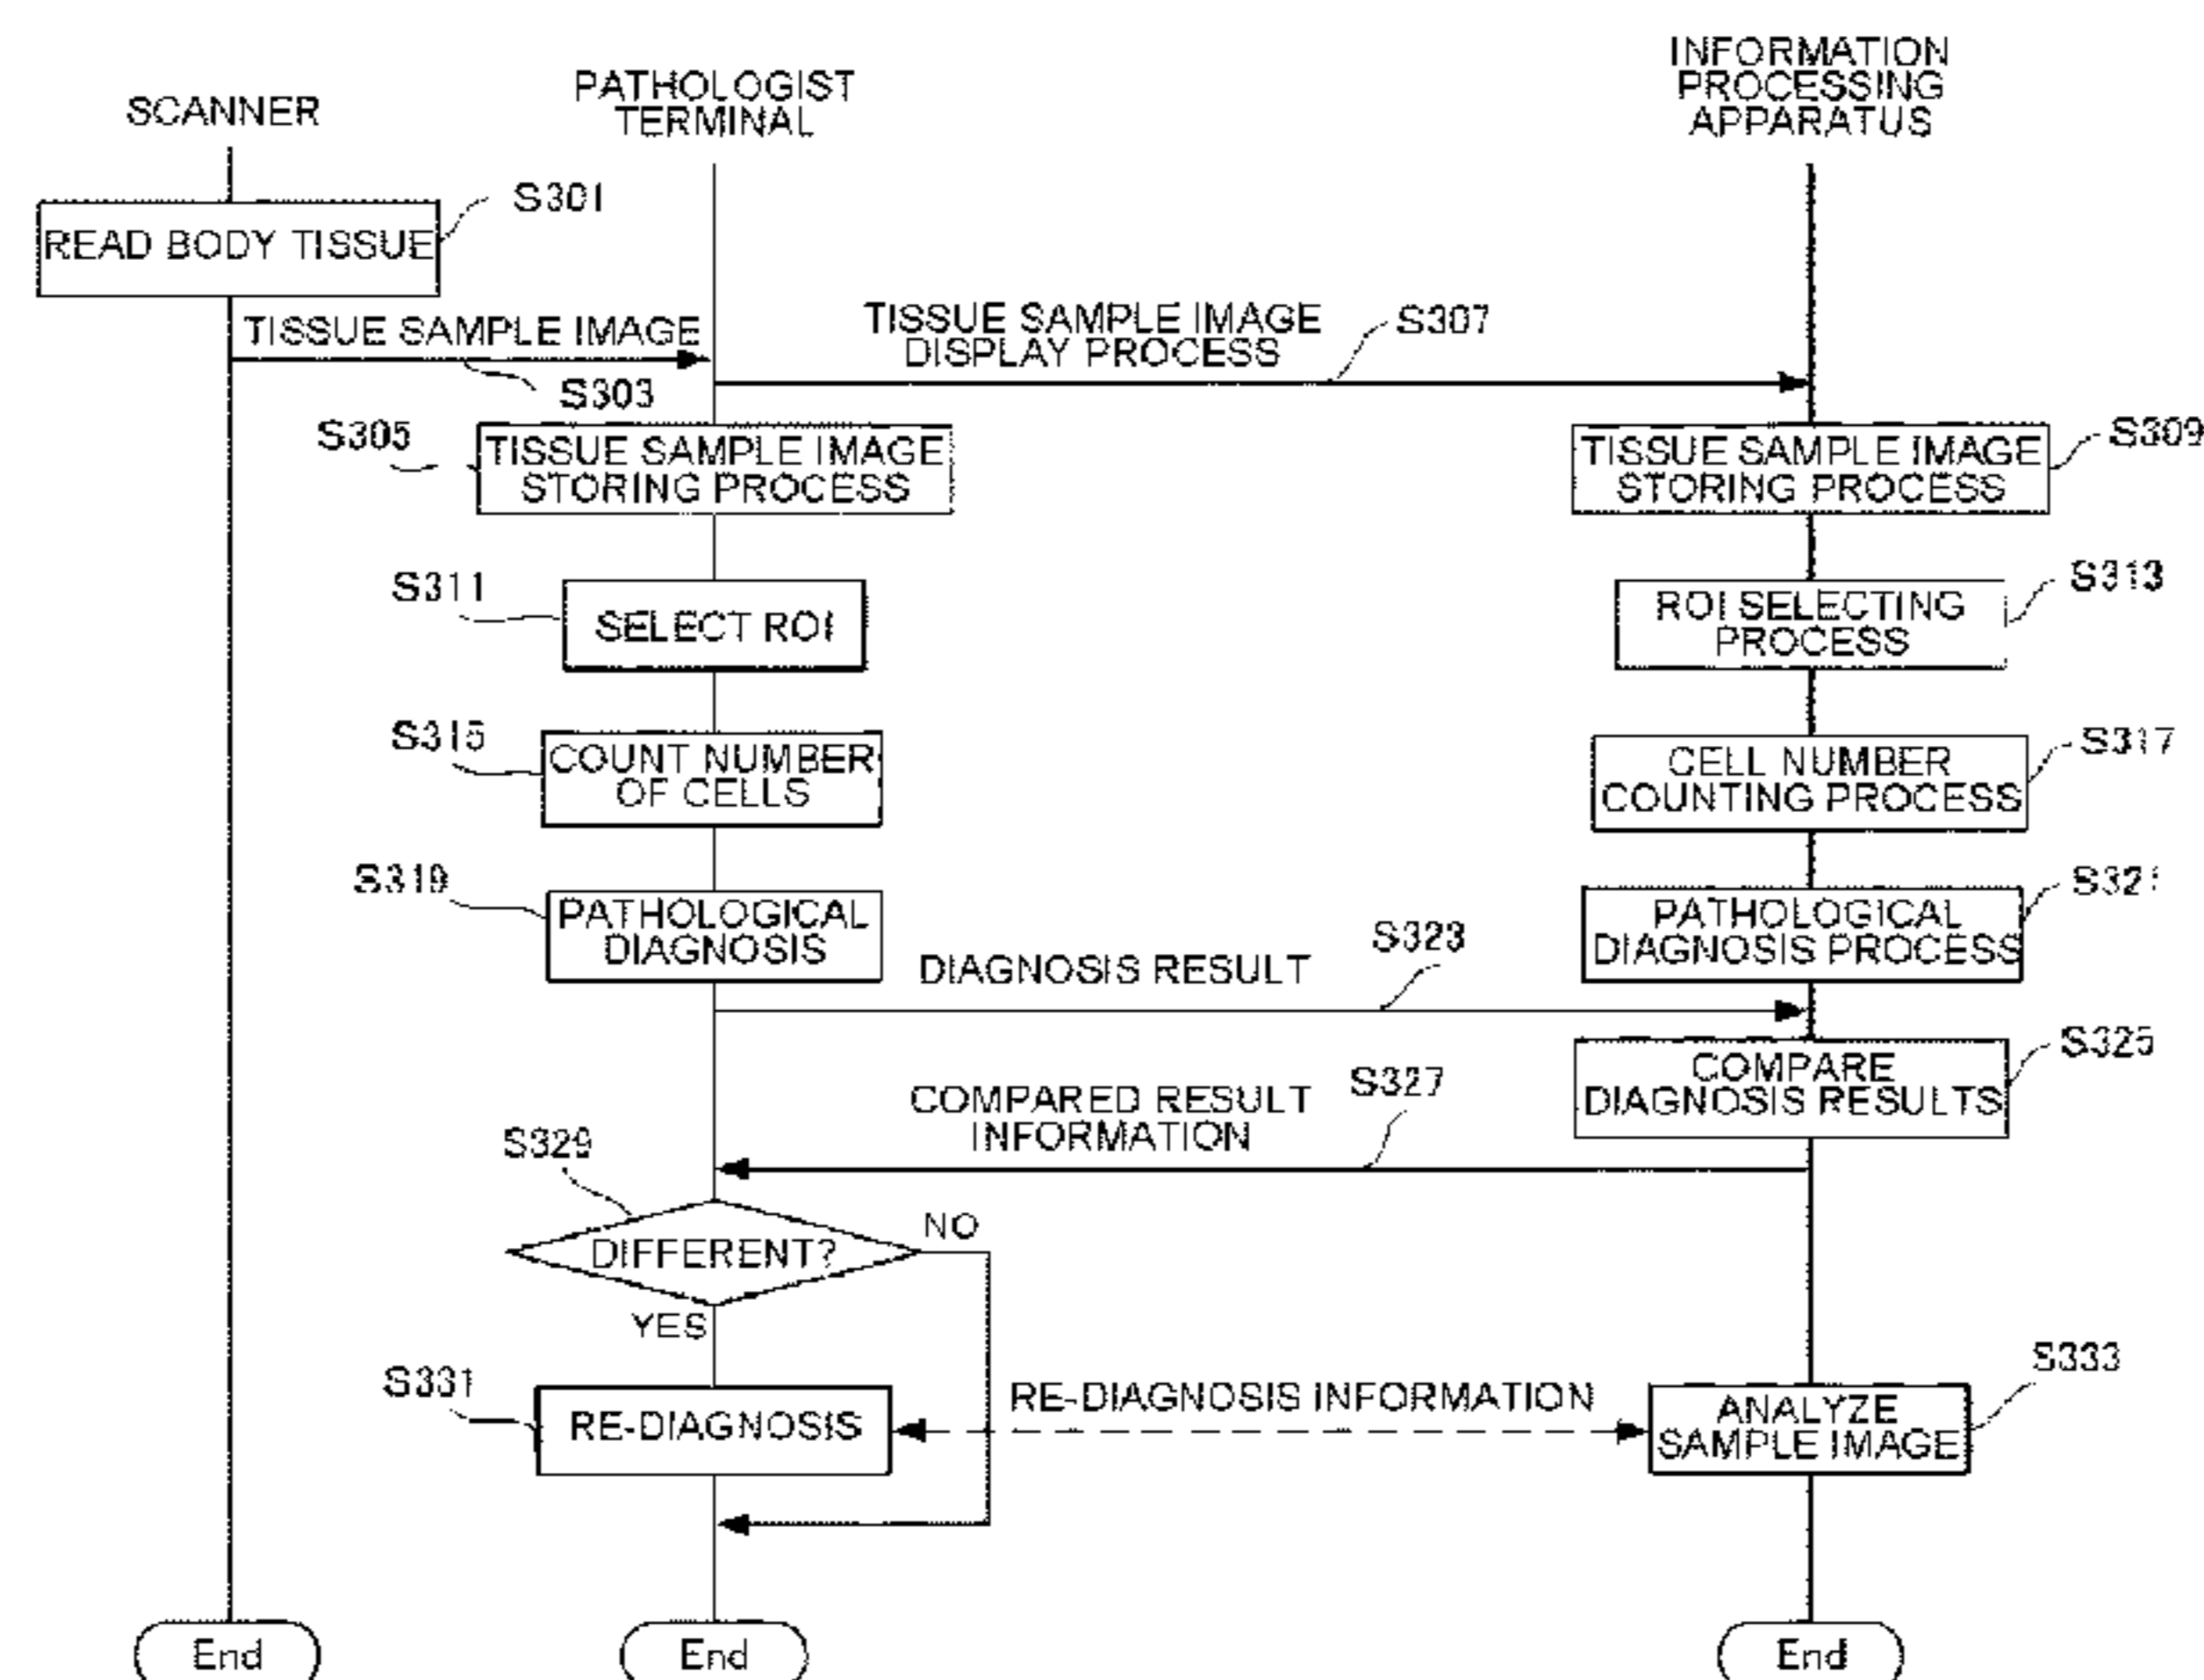 SCANNER
PATHOLOGIST
TERMINAL
INFORMATION
PROCESSING
APPARATUS
READ BODY TISSUE
S301
TISSUE SAMPLE IMAGE
S303
TISSUE SAMPLE IMAGE
DISPLAY PROCESS
S307
S305
TISSUE SAMPLE IMAGE
STORING PROCESS
TISSUE SAMPLE IMAGE
STORING PROCESS
S309
S311
SELECT ROI
ROI SELECTING
PROCESS
S313
S315
COUNT NUMBER
OF CELLS
CELL NUMBER
COUNTING PROCESS
S317
S319
PATHOLOGICAL
DIAGNOSIS
PATHOLOGICAL
DIAGNOSIS PROCESS
S321
DIAGNOSIS RESULT
S323
COMPARE
DIAGNOSIS RESULTS
S325
COMPARED RESULT
INFORMATION
S327
S329
DIFFERENT?
NO
YES
S331
RE-DIAGNOSIS
RE-DIAGNOSIS INFORMATION
ANALYZE
SAMPLE IMAGE
S333
End
End
End